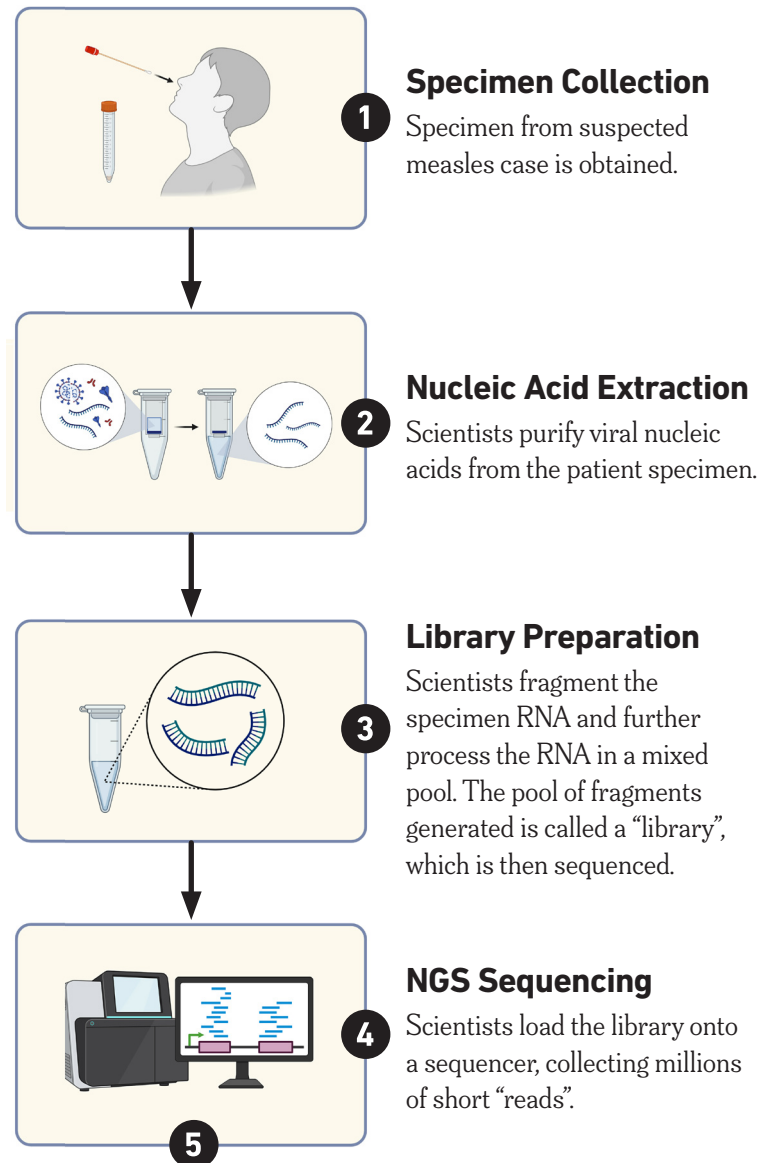 1
Specimen Collection
Specimen from suspected
measles case is obtained.
2
Nucleic Acid Extraction
Scientists purify viral nucleic
acids from the patient specimen.
3
Library Preparation
Scientists fragment the
specimen RNA and further
process the RNA in a mixed
pool. The pool of fragments
generated is called a “library”,
which is then sequenced.
4
NGS Sequencing
Scientists load the library onto
a sequencer, collecting millions
of short “reads”.
5